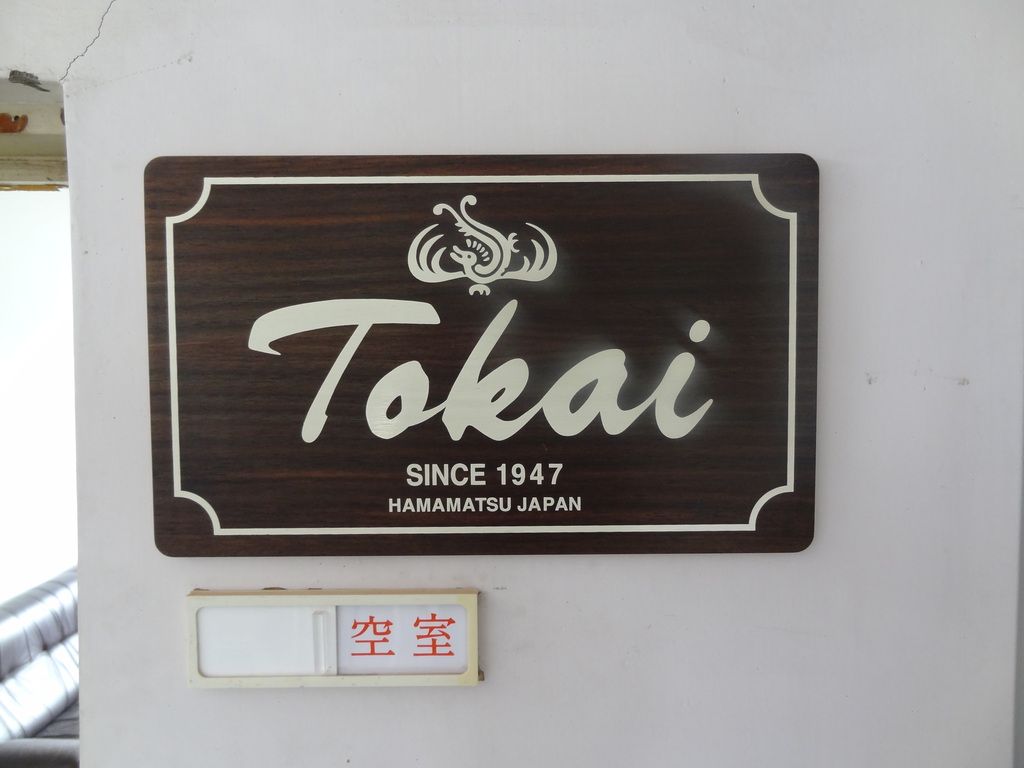 Tokai
SINCE 1947
HAMAMATSU JAPAN
空室